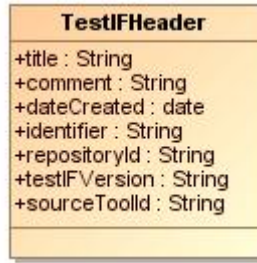 TestIFHeader
+title : String
+comment : String
+dateCreated : date
+identifier : String
+repositoryId : String
+testIFVersion : String
+sourceToolId : String